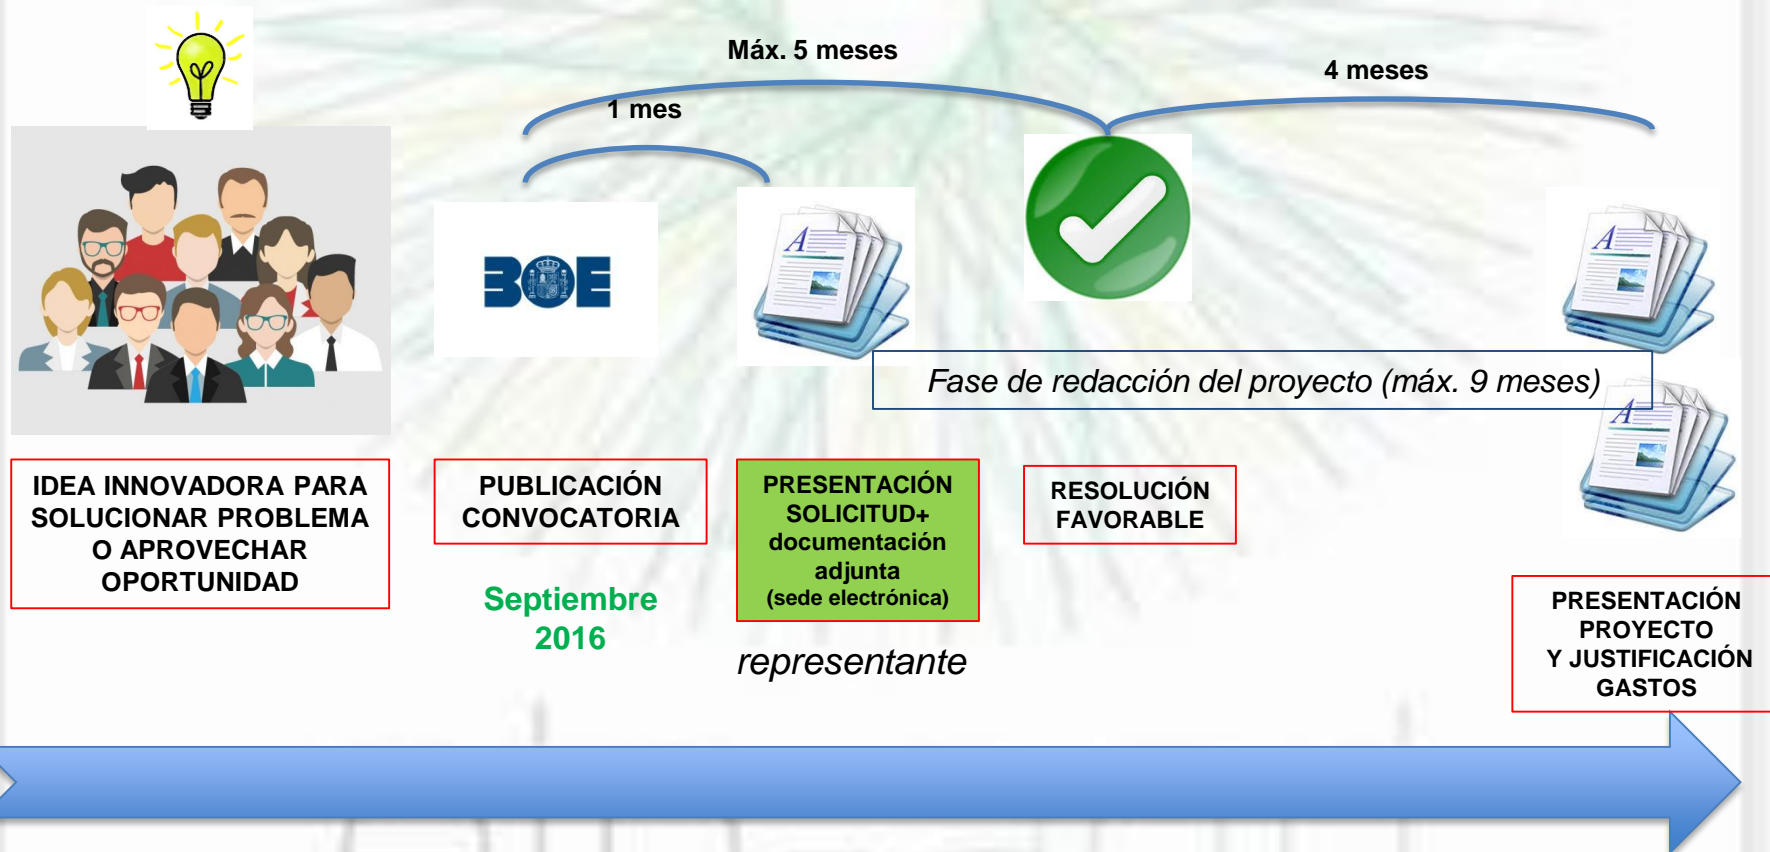 Máx. 5 meses
4 meses
1 mes
BOE
A
A
Fase de redacción del proyecto (máx. 9 meses)
A
IDEA INNOVADORA PARA
SOLUCIONAR PROBLEMA
O APROVECHAR
OPORTUNIDAD
PUBLICACIÓN
CONVOCATORIA
Septiembre
2016
PRESENTACIÓN
SOLICITUD+
documentación
adjunta
(sede electrónica)
representante
RESOLUCIÓN
FAVORABLE
PRESENTACIÓN
PROYECTO
Y JUSTIFICACIÓN
GASTOS